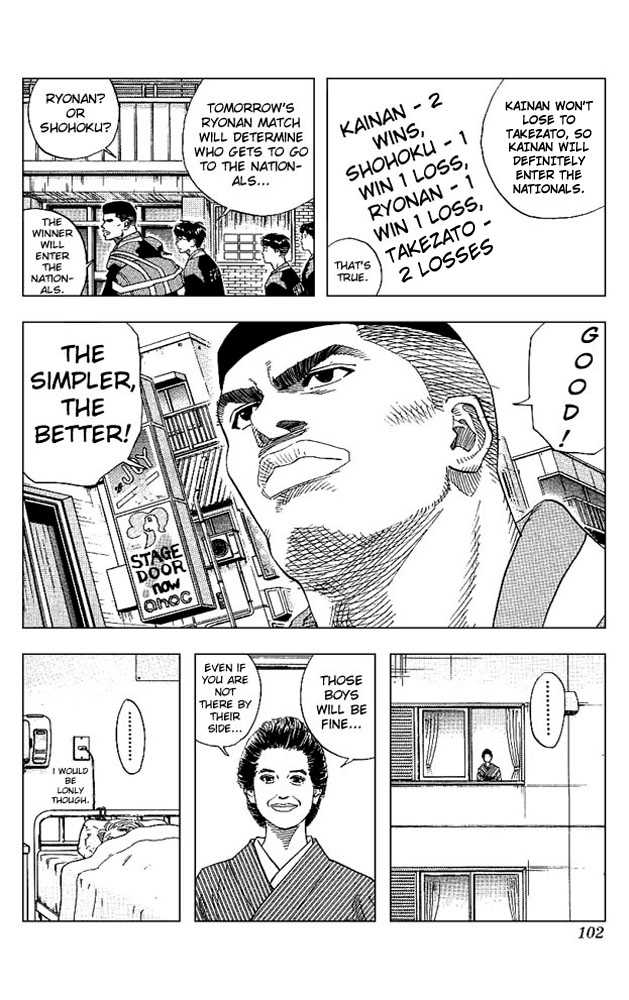 KAINAN WON'T
LOSE TO
TAKEZATO, SO
KAINAN WILL
DEFINITELY
ENTER THE
NATIONALS.
KAINAN - 2
WINS,
SHOHOKU - 1
WIN 1 LOSS,
RYONAN - 1
WIN 1 LOSS,
TAKEZATO -
2 LOSSES
THAT'S
TRUE.
TOMORROW'S
RYONAN MATCH
WILL DETERMINE
WHO GETS TO GO
TO THE NATION-
ALS...
RYONAN?
OR
SHOHOKU?
THE
WINNER
WILL
ENTER
THE
NATION-
ALS.
GOOD!
THE
SIMPLER,
THE
BETTER!
STAGE
DOOR
now
.........
THOSE
BOYS
WILL BE
FINE...
EVEN IF
YOU ARE
NOT
THERE BY
THEIR
SIDE...
.........
I WOULD
BE
LONLY
THOUGH.
102